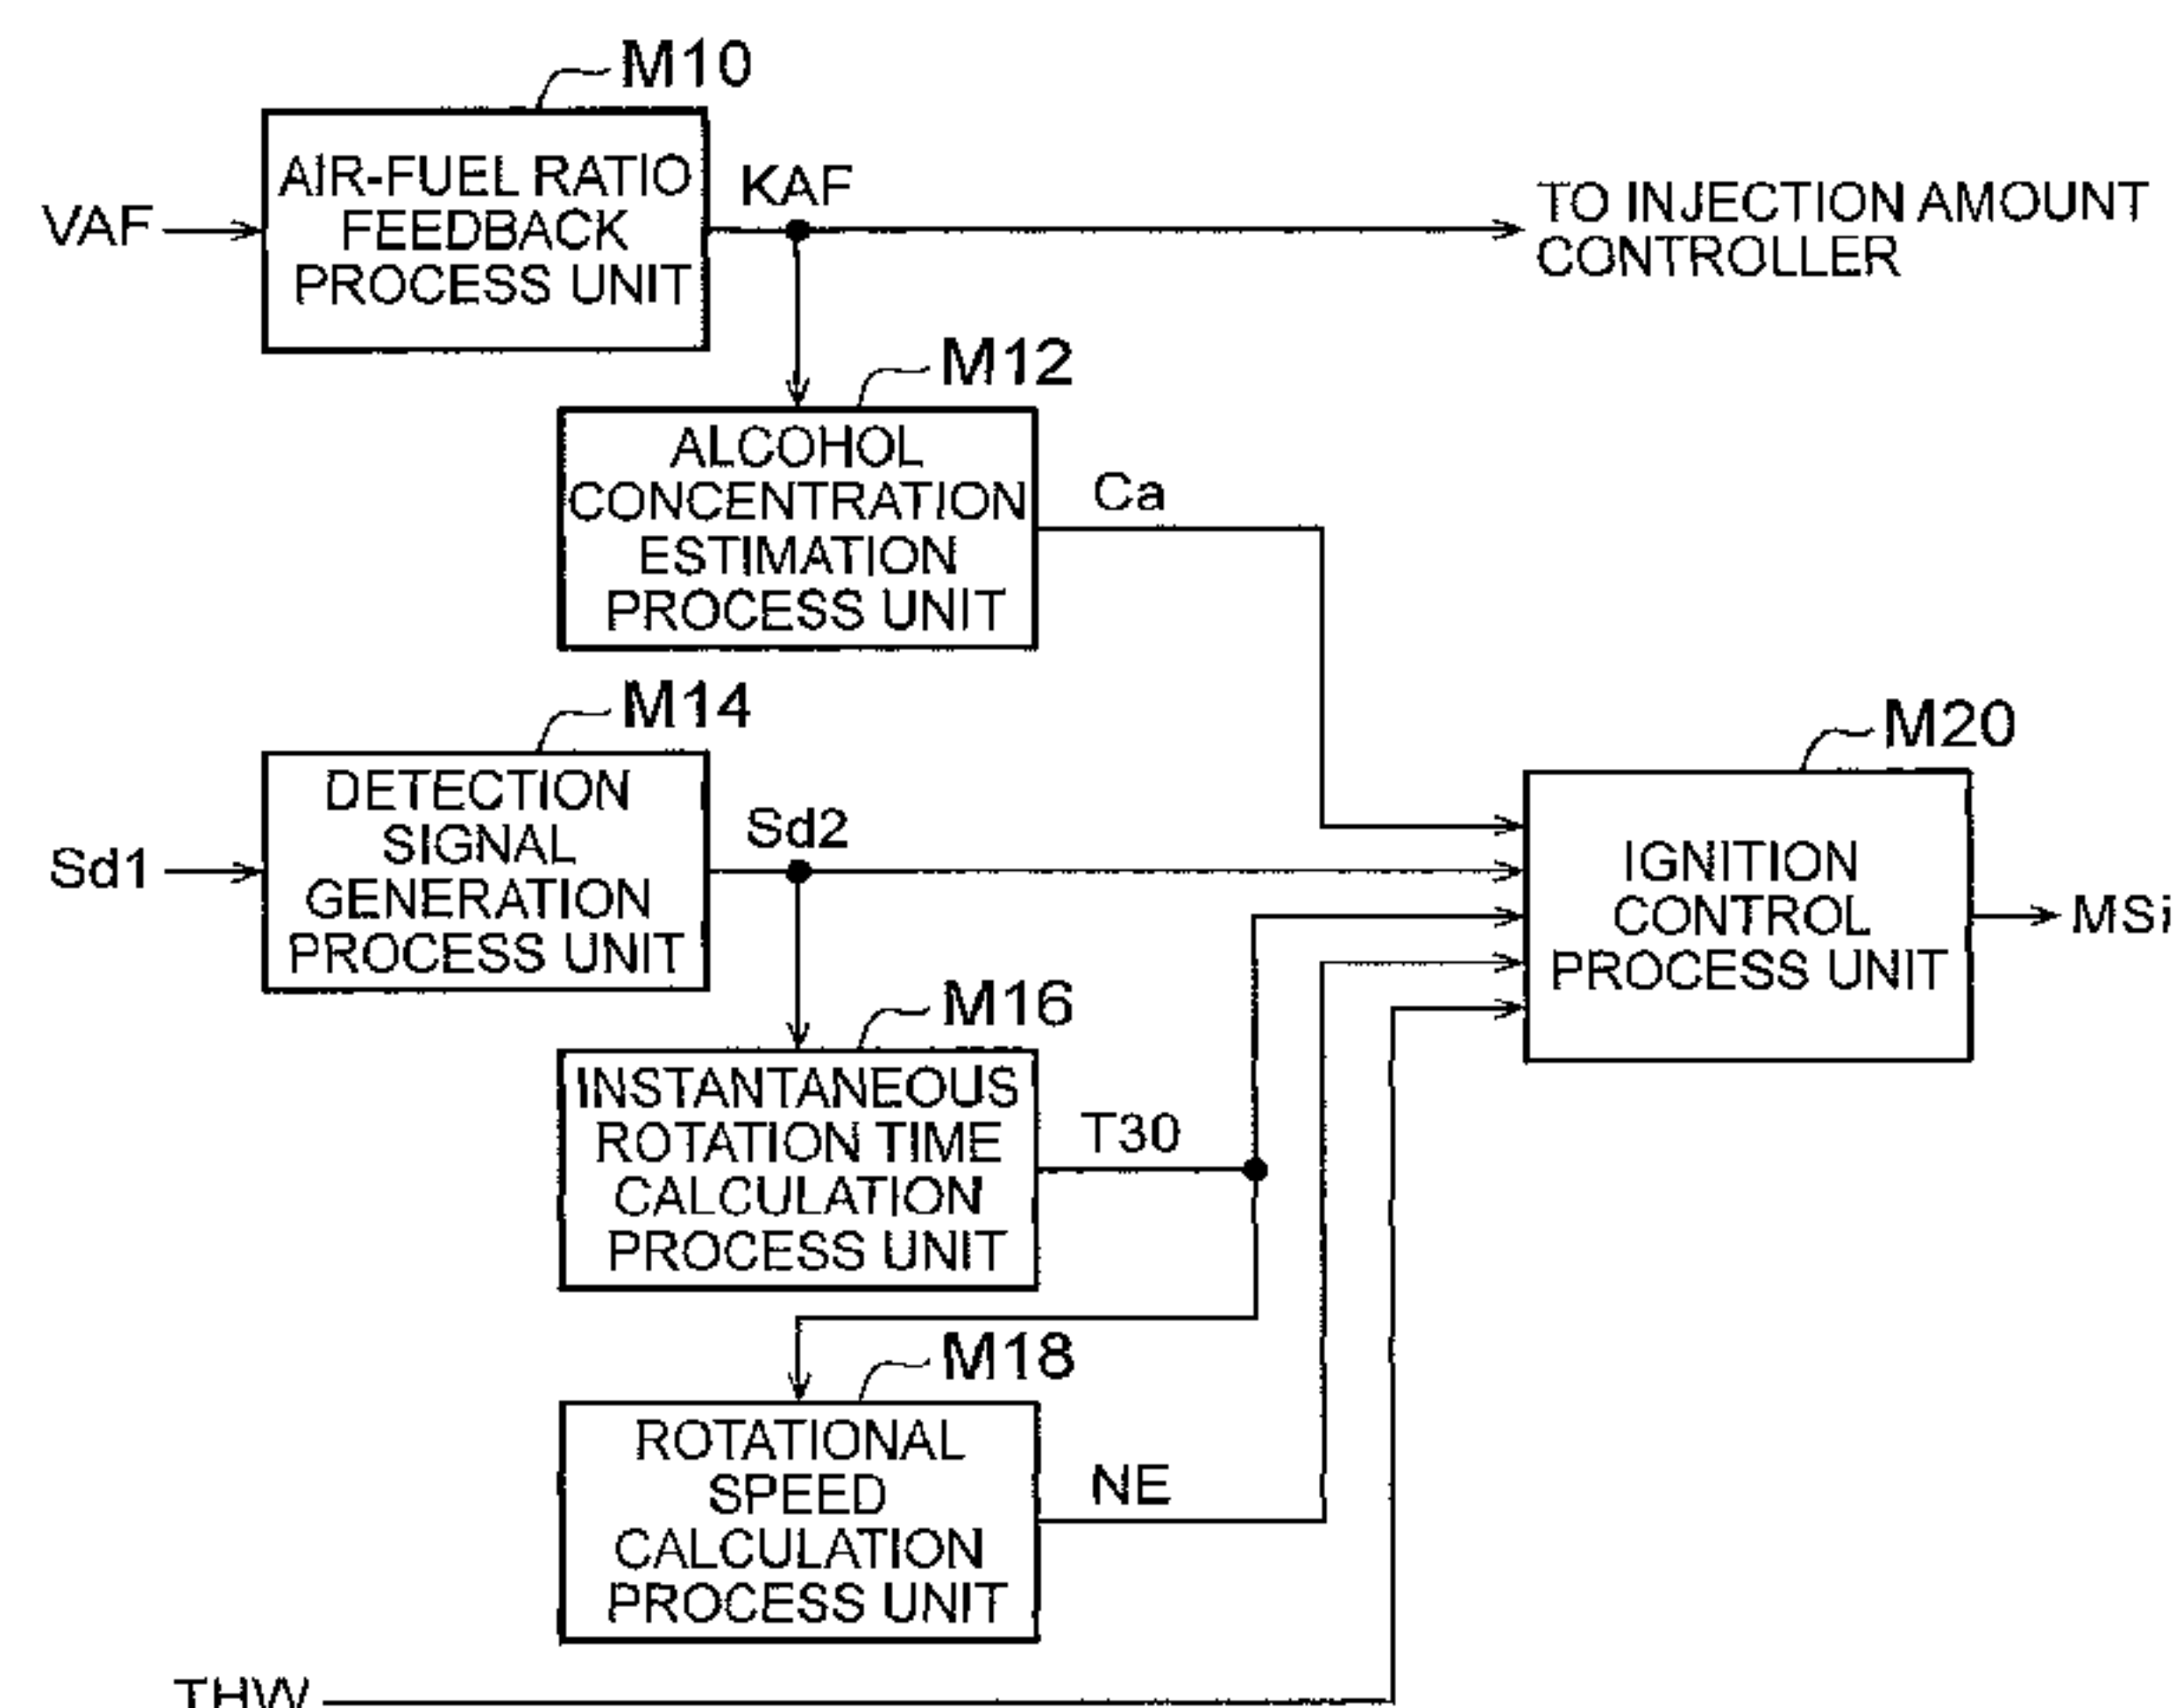 M10
AIR-FUEL RATIO
FEEDBACK
PROCESS UNIT
VAF
KAF
TO INJECTION AMOUNT
CONTROLLER
M12
ALCOHOL
CONCENTRATION
ESTIMATION
PROCESS UNIT
Ca
M14
DETECTION
SIGNAL
GENERATION
PROCESS UNIT
Sd1
Sd2
M20
IGNITION
CONTROL
PROCESS UNIT
MSi
M16
INSTANTANEOUS
ROTATION TIME
CALCULATION
PROCESS UNIT
T30
M18
ROTATIONAL
SPEED
CALCULATION
PROCESS UNIT
NE
THW